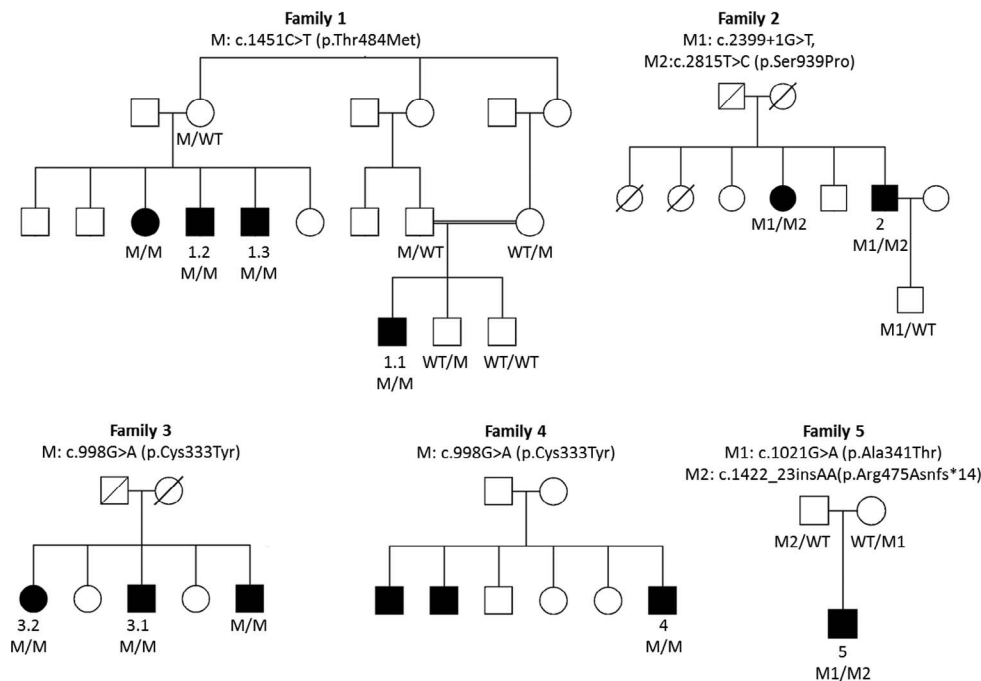 Family 1
M: c.1451C>T (p.Thr484Met)
M/WT
M/M
1.2
M/M
1.3
M/M
M/WT
WT/M
1.1
M/M
WT/M
WT/WT
Family 2
M1: c.2399+1G>T,
M2:c.2815T>C (p.Ser939Pro)
M1/M2
2
M1/M2
M1/WT
Family 3
M: c.998G>A (p.Cys333Tyr)
3.2
M/M
3.1
M/M
M/M
Family 4
M: c.998G>A (p.Cys333Tyr)
4
M/M
Family 5
M1: c.1021G>A (p.Ala341Thr)
M2: c.1422_23insAA(p.Arg475Asnfs*14)
M2/WT
WT/M1
5
M1/M2